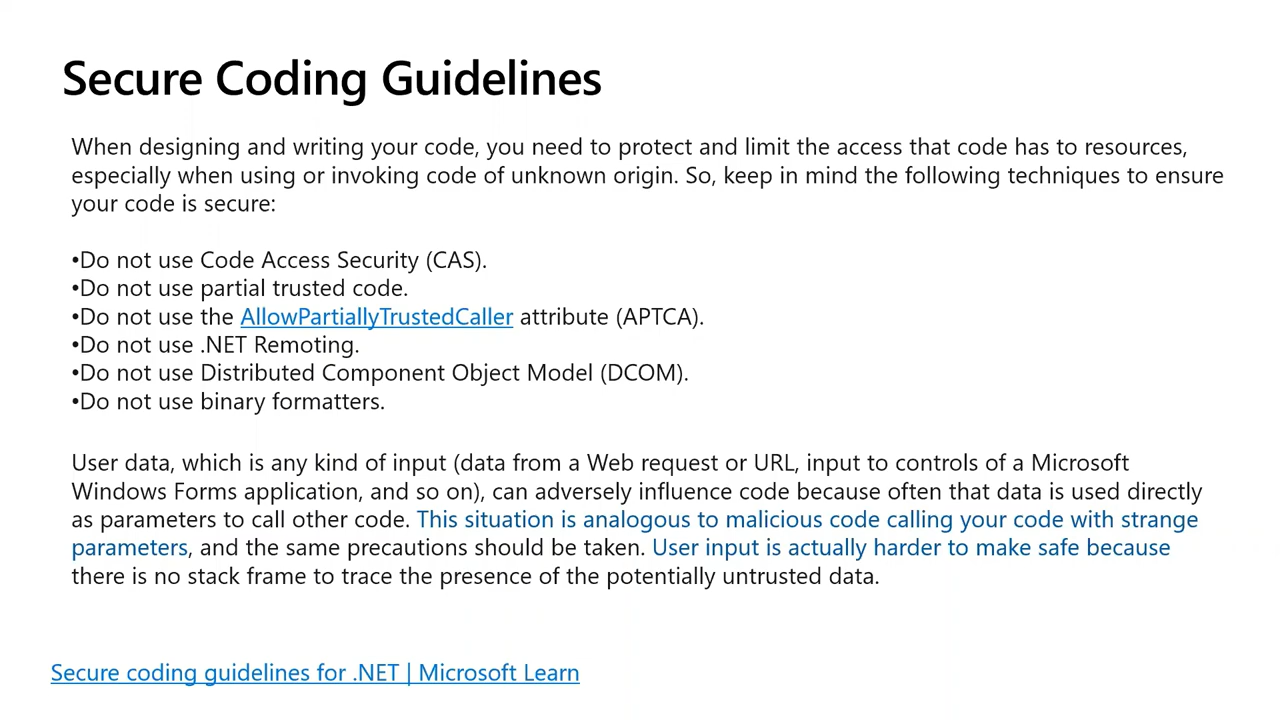 Secure Coding Guidelines
When designing and writing your code, you need to protect and limit the access that code has to resources,
especially when using or invoking code of unknown origin. So, keep in mind the following techniques to ensure
your code is secure:
•Do not use Code Access Security (CAS).
•Do not use partial trusted code.
•Do not use the AllowPartiallyTrustedCaller attribute (APTCA).
•Do not use .NET Remoting.
•Do not use Distributed Component Object Model (DCOM).
•Do not use binary formatters.
User data, which is any kind of input (data from a Web request or URL, input to controls of a Microsoft
Windows Forms application, and so on), can adversely influence code because often that data is used directly
as parameters to call other code. This situation is analogous to malicious code calling your code with strange
parameters, and the same precautions should be taken. User input is actually harder to make safe because
there is no stack frame to trace the presence of the potentially untrusted data.
Secure coding guidelines for .NET | Microsoft Learn